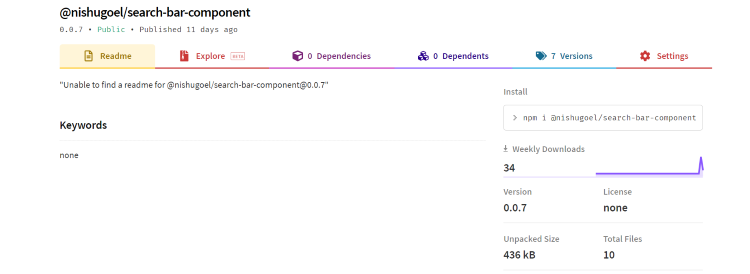 @nishugoel/search-bar-component
0.0.7 • Public • Published 11 days ago
Readme
Explore BETA
0 Dependencies
0 Dependents
7 Versions
Settings
"Unable to find a readme for @nishugoel/search-bar-component@0.0.7"
Keywords
none
Install
> npm i @nishugoel/search-bar-component
Weekly Downloads
34
Version
License
0.0.7
none
Unpacked Size
Total Files
436 kB
10